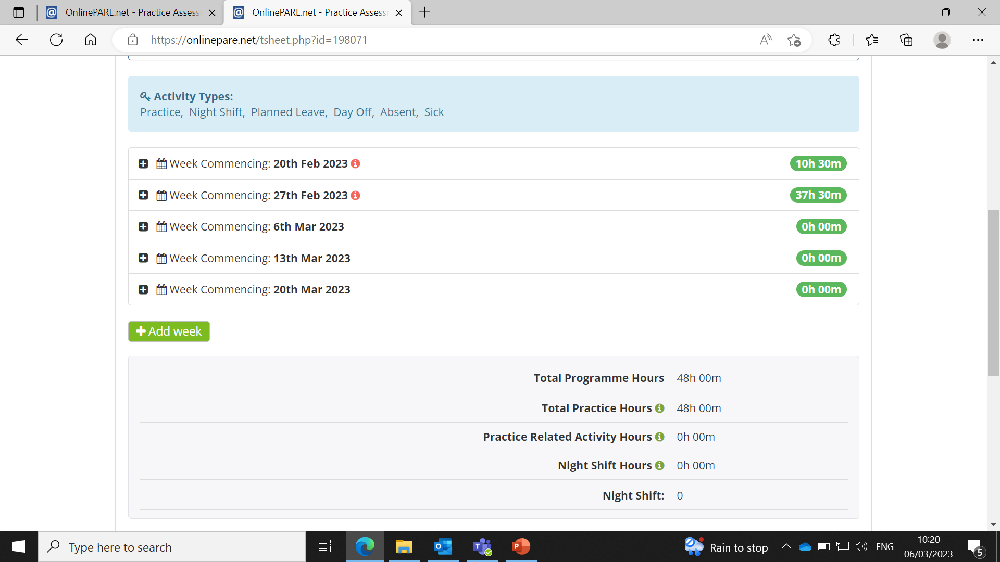 OnlinePARE.net - Practice Assess
OnlinePARE.net - Practice Assess
https://onlinepare.net/tsheet.php?id=198071
Activity Types:
Practice, Night Shift, Planned Leave, Day Off, Absent, Sick
Week Commencing: 20th Feb 2023 10h 30m
Week Commencing: 27th Feb 2023 37h 30m
Week Commencing: 6th Mar 2023 0h 00m
Week Commencing: 13th Mar 2023 0h 00m
Week Commencing: 20th Mar 2023 0h 00m
Add week
Total Programme Hours 48h 00m
Total Practice Hours 48h 00m
Practice Related Activity Hours 0h 00m
Night Shift Hours 0h 00m
Night Shift: 0
Type here to search
Rain to stop
ENG
10:20
06/03/2023
5